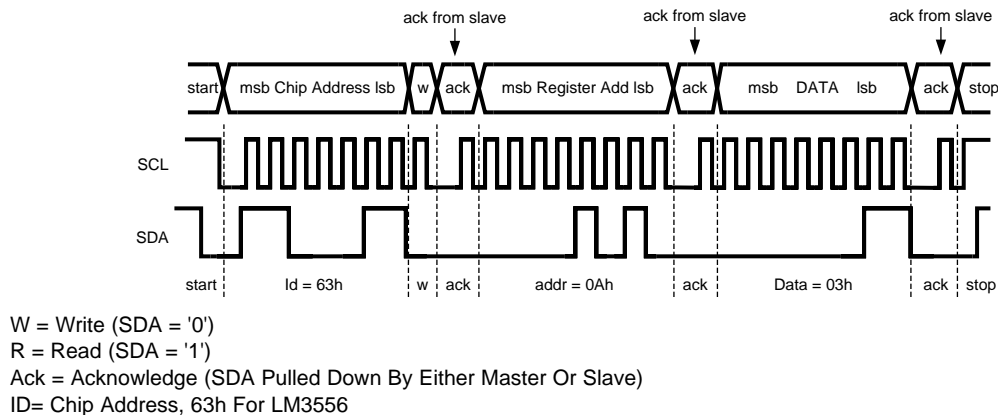 ack from slave ack from slave ack from slave
start msb Chip Address lsb w ack msb Register Add lsb ack msb DATA lsb ack stop
SCL
SDA
start Id = 63h w ack addr = 0Ah ack Data = 03h ack stop
W = Write (SDA = '0')
R = Read (SDA = '1')
Ack = Acknowledge (SDA Pulled Down By Either Master Or Slave)
ID= Chip Address, 63h For LM3556